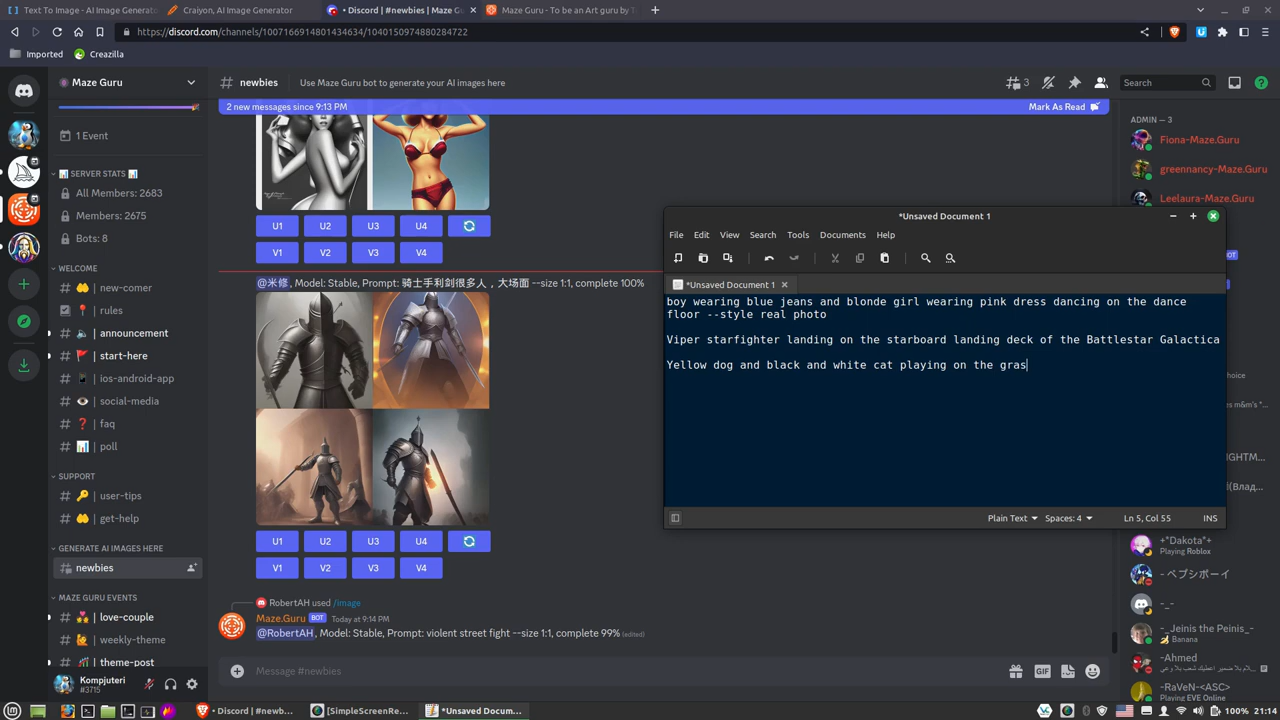 Text To Image - AI Image Generato
Craiyon, AI Image Generator
• Discord | #newbies | Maze Gu
Maze Guru - To be an Art guru by T
https://discord.com/channels/1007166914801434634/1040150974880284722
Imported
Creazilla
Maze Guru
# newbies
Use Maze Guru bot to generate your AI images here
3
Search
2 new messages since 9:13 PM
Mark As Read
1 Event
SERVER STATS
All Members: 2683
Members: 2675
Bots: 8
WELCOME
| new-comer
| rules
| announcement
| start-here
| ios-android-app
| social-media
| faq
| poll
SUPPORT
| user-tips
| get-help
GENERATE AI IMAGES HERE
newbies
MAZE GURU EVENTS
| love-couple
| weekly-theme
| theme-post
Kompjuteri
#3715
U1 U2 U3 U4
V1 V2 V3 V4
@米修, Model: Stable, Prompt: 骑士手利剑很多人，大场面 --size 1:1, complete 100%
U1 U2 U3 U4
V1 V2 V3 V4
RobertAH used /image
Maze.Guru BOT Today at 9:14 PM
@RobertAH, Model: Stable, Prompt: violent street fight --size 1:1, complete 99% (edited)
Message #newbies
GIF
ADMIN — 3
Fiona-Maze.Guru
greennancy-Maze.Guru
Leelaura-Maze.Guru
*Unsaved Document 1
File Edit View Search Tools Documents Help
*Unsaved Document 1
boy wearing blue jeans and blonde girl wearing pink dress dancing on the dance
floor --style real photo
Viper starfighter landing on the starboard landing deck of the Battlestar Galactica
Yellow dog and black and white cat playing on the gras
Plain Text
Spaces: 4
Ln 5, Col 55
INS
OT
hoice
es m&m's
IGHTM...
i(Влад...
+*Dakota*+
Playing Roblox
- ペプシボーイ
-_-
-_Jeinis the Peinis_-
Banana
-Ahmed
-RaVeN-<ASC>
Playing EVE Online
• Discord | #newb...
[SimpleScreenRe...
*Unsaved Docum...
100%
21:14